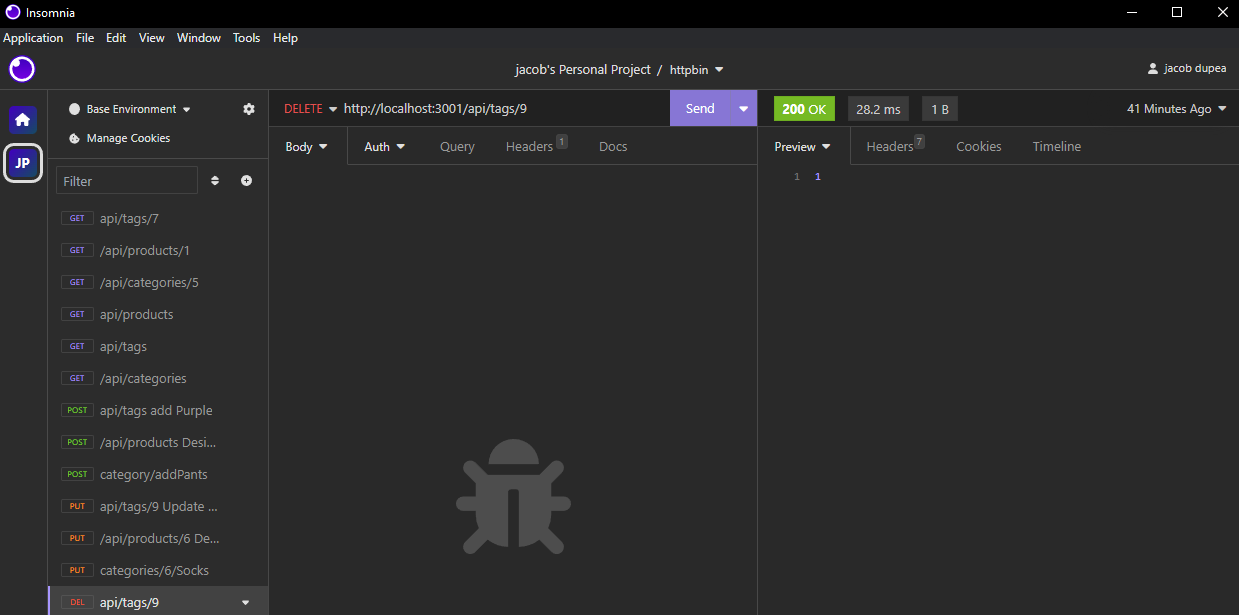 Insomnia
Application File Edit View Window Tools Help
jacob's Personal Project / httpbin
jacob dupea
JP
Base Environment
Manage Cookies
Filter
GET api/tags/7
GET /api/products/1
GET /api/categories/5
GET api/products
GET api/tags
GET /api/categories
POST api/tags add Purple
POST /api/products Desi...
POST category/addPants
PUT api/tags/9 Update ...
PUT /api/products/6 De...
PUT categories/6/Socks
DEL api/tags/9
DELETE http://localhost:3001/api/tags/9 Send
Body Auth Query Headers 1 Docs
200 OK 28.2 ms 1 B 41 Minutes Ago
Preview Headers 7 Cookies Timeline
1 1